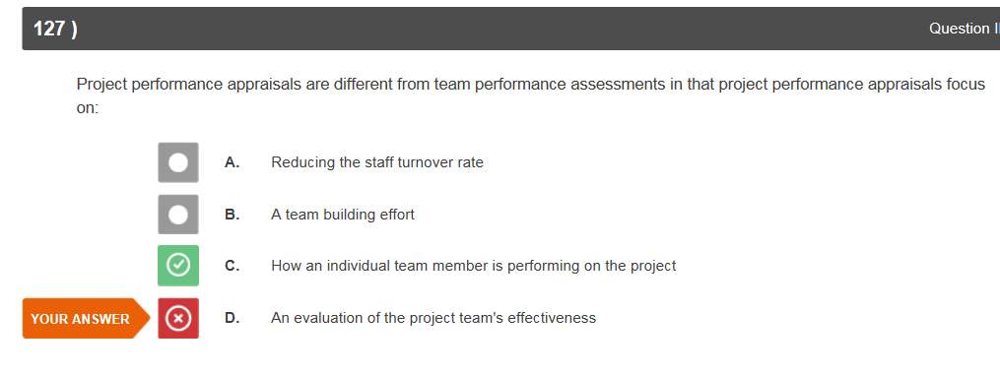 127 )
Question
Project performance appraisals are different from team performance assessments in that project performance appraisals focus
on:
A. Reducing the staff turnover rate
B. A team building effort
C. How an individual team member is performing on the project
YOUR ANSWER D. An evaluation of the project team's effectiveness